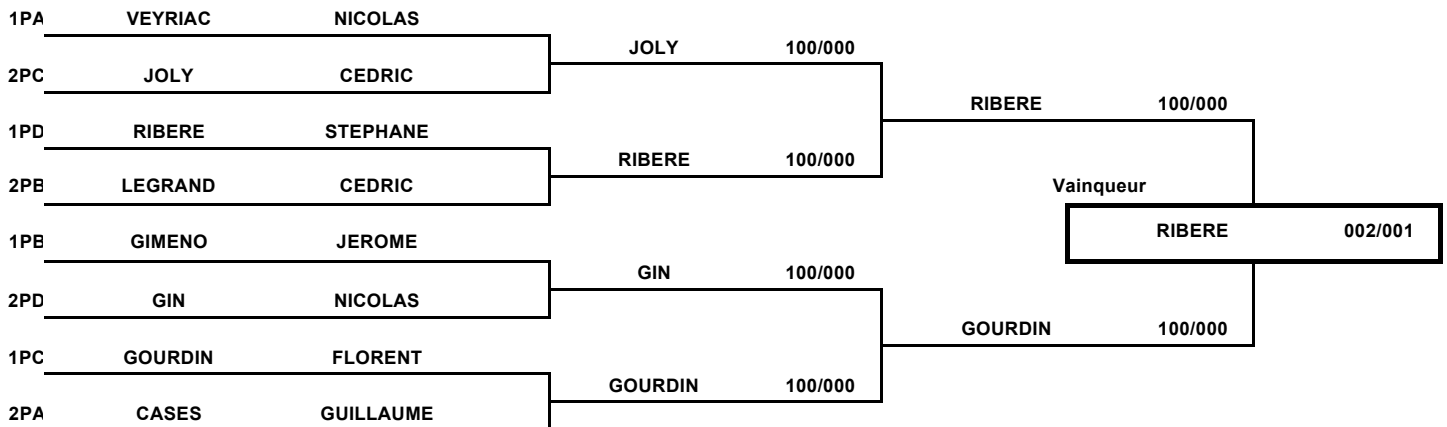 1PA VEYRIAC NICOLAS
JOLY 100/000
2PC JOLY CEDRIC
RIBERE 100/000
1PD RIBERE STEPHANE
RIBERE 100/000
2PB LEGRAND CEDRIC
Vainqueur
RIBERE 002/001
1PB GIMENO JEROME
GIN 100/000
2PD GIN NICOLAS
GOURDIN 100/000
1PC GOURDIN FLORENT
GOURDIN 100/000
2PA CASES GUILLAUME